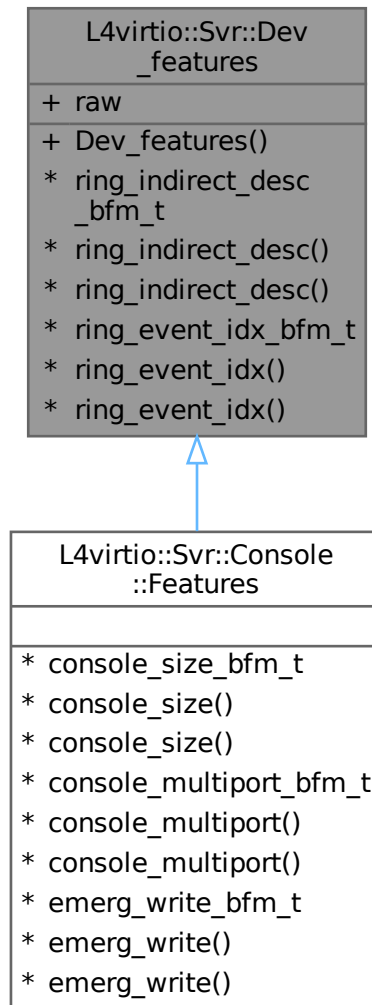 L4virtio::Svr::Dev
_features
+ raw
+ Dev_features()
* ring_indirect_desc
_bfm_t
* ring_indirect_desc()
* ring_indirect_desc()
* ring_event_idx_bfm_t
* ring_event_idx()
* ring_event_idx()
L4virtio::Svr::Console
::Features
* console_size_bfm_t
* console_size()
* console_size()
* console_multiport_bfm_t
* console_multiport()
* console_multiport()
* emerg_write_bfm_t
* emerg_write()
* emerg_write()